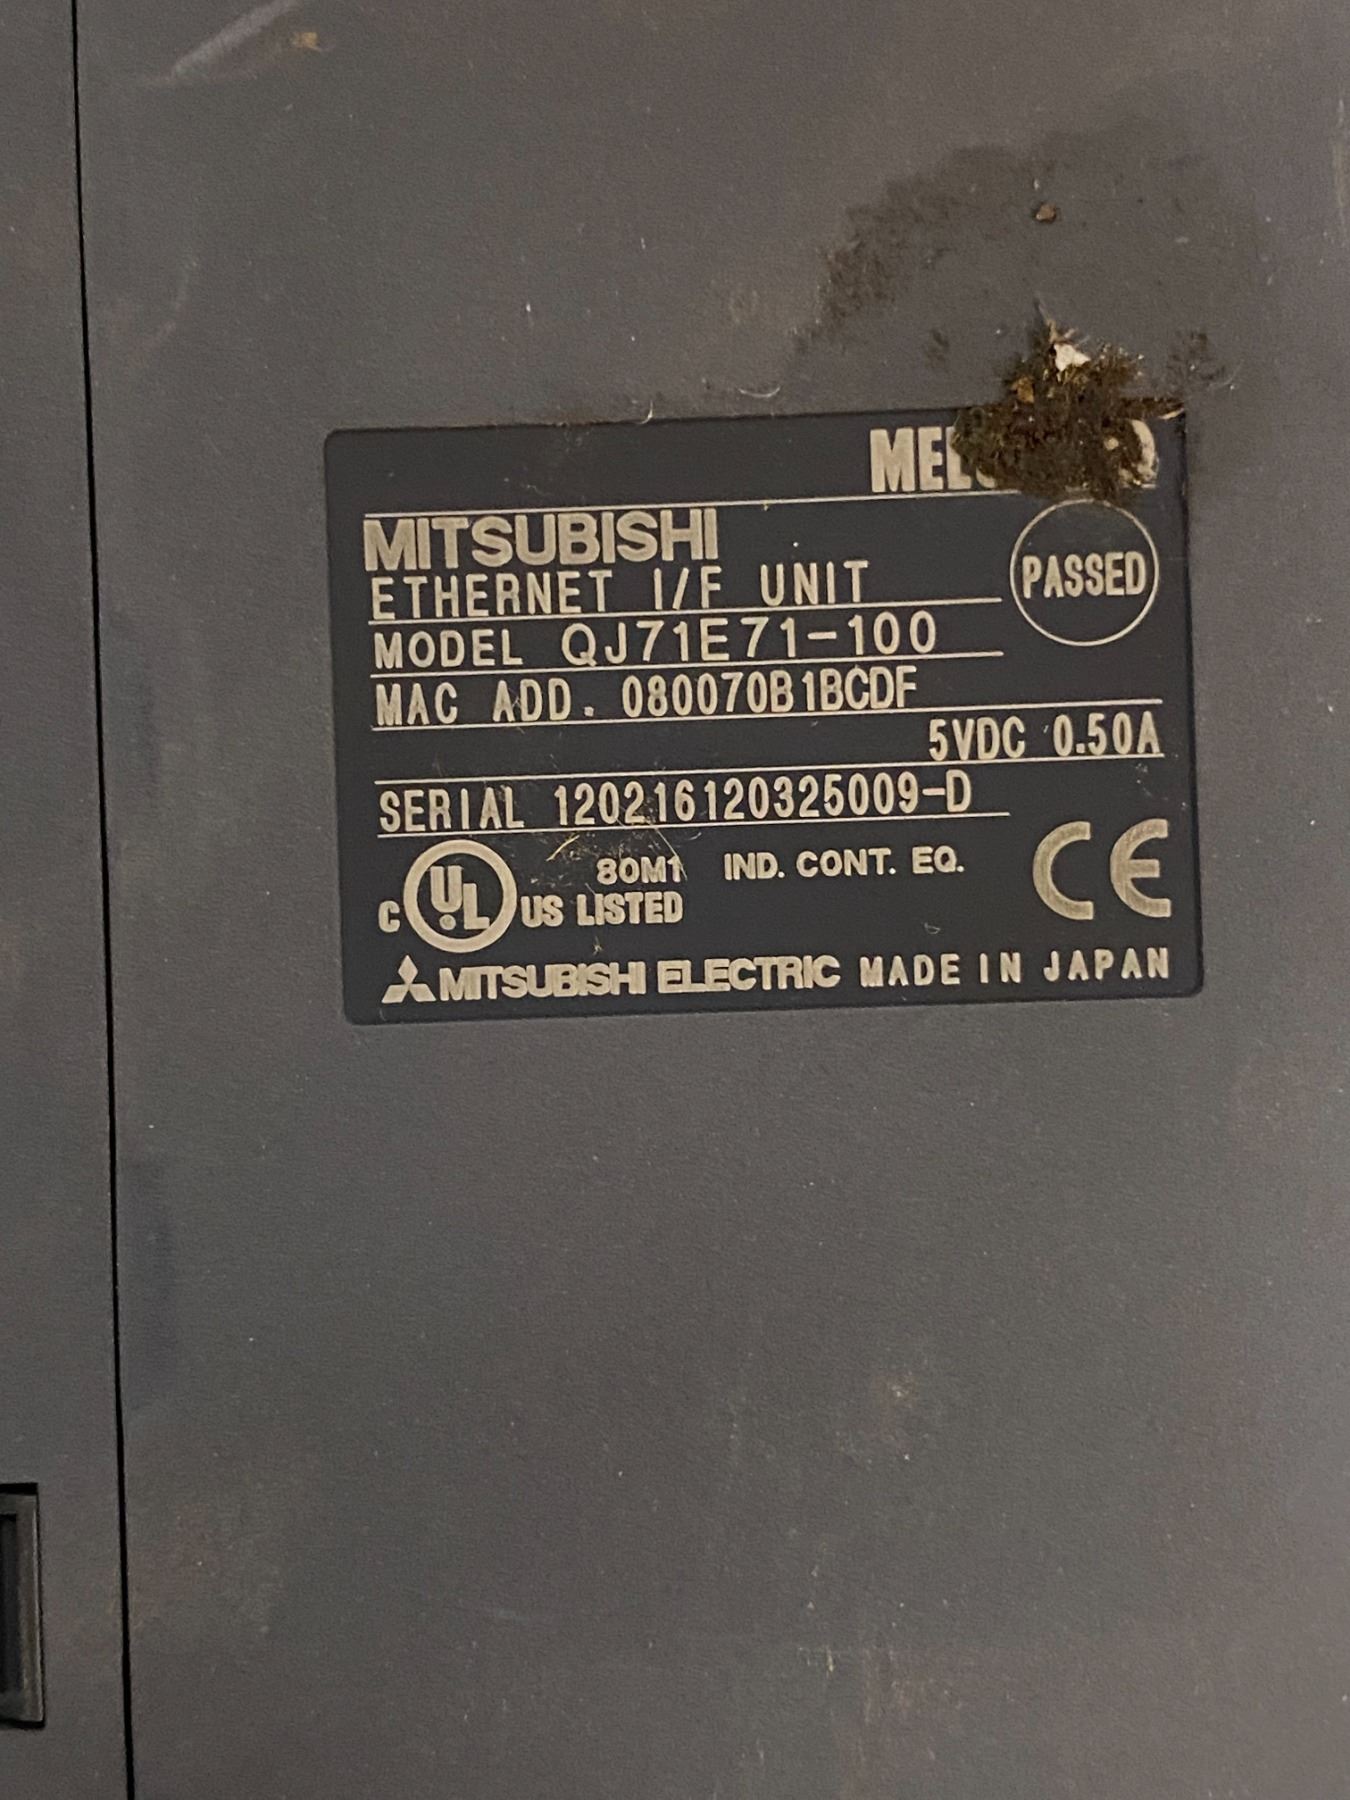 MITSUBISHI
ETHERNET I/F UNIT
PASSED
MODEL QJ71E71-100
MAC ADD. 080070B1BCDF
5VDC 0.50A
SERIAL 120216120325009-D
80M1 IND. CONT. EQ.
C UL US LISTED
CE
MITSUBISHI ELECTRIC MADE IN JAPAN